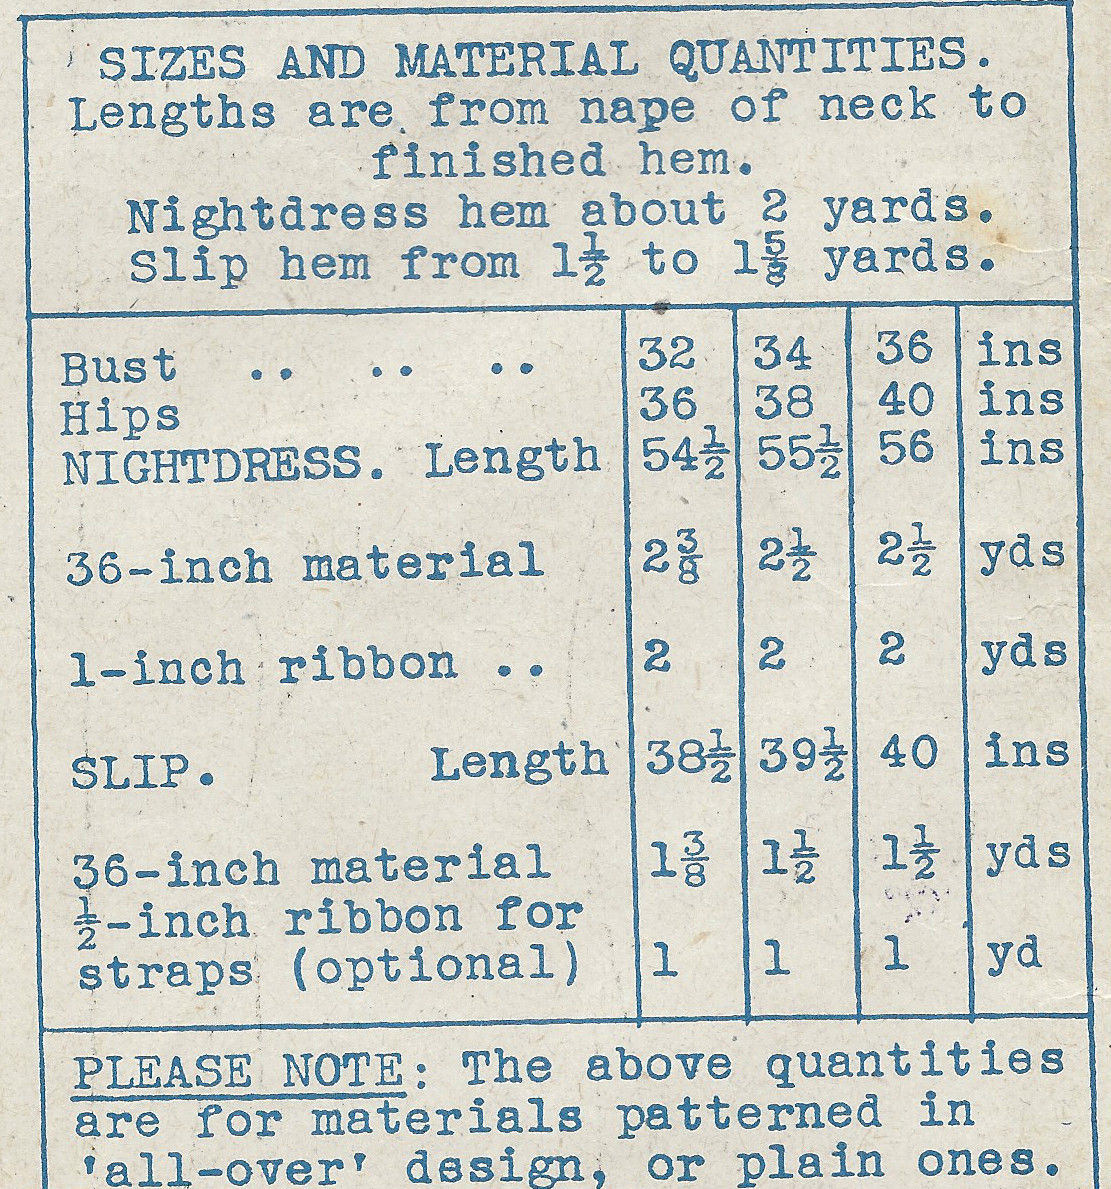 SIZES AND MATERIAL QUANTITIES.
Lengths are from nape of neck to
finished hem.
Nightdress hem about 2 yards.
Slip hem from 1½ to 1⅝ yards.
Bust .. .. .. 32 34 36 ins
Hips 36 38 40 ins
NIGHTDRESS. Length 54½ 55½ 56 ins
36-inch material 2⅜ 2½ 2½ yds
1-inch ribbon .. 2 2 2 yds
SLIP. Length 38½ 39½ 40 ins
36-inch material 1⅜ 1½ 1½ yds
½-inch ribbon for
straps (optional) 1 1 1 yd
PLEASE NOTE: The above quantities
are for materials patterned in
'all-over' design, or plain ones.